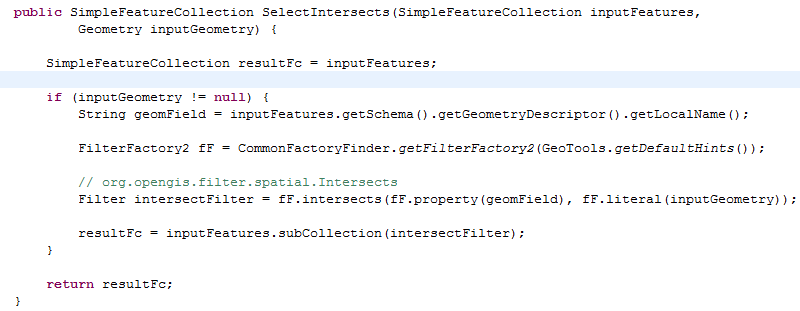 public SimpleFeatureCollection SelectIntersects(SimpleFeatureCollection inputFeatures,
        Geometry inputGeometry) {
    SimpleFeatureCollection resultFc = inputFeatures;
    if (inputGeometry != null) {
        String geomField = inputFeatures.getSchema().getGeometryDescriptor().getLocalName();
        FilterFactory2 fF = CommonFactoryFinder.getFilterFactory2(GeoTools.getDefaultHints());
        // org.opengis.filter.spatial.Intersects
        Filter intersectFilter = fF.intersects(fF.property(geomField), fF.literal(inputGeometry));
        resultFc = inputFeatures.subCollection(intersectFilter);
    }
    return resultFc;
}